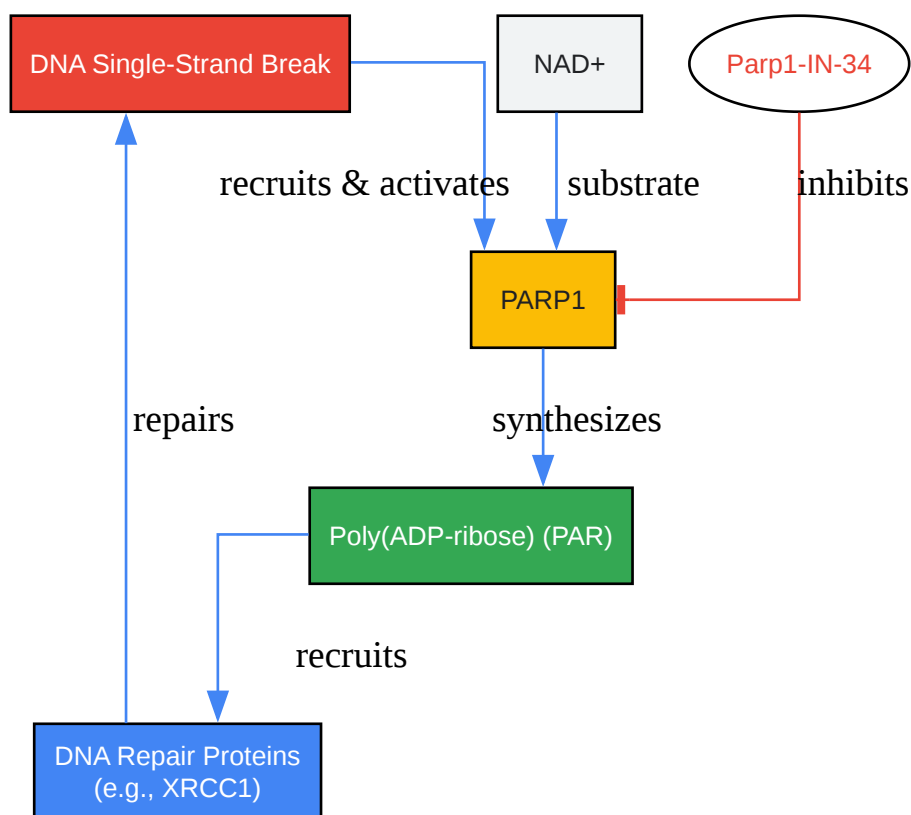 DNA Single-Strand Break
NAD+
Parp1-IN-34
recruits & activates
substrate
inhibits
PARP1
repairs
synthesizes
Poly(ADP-ribose) (PAR)
recruits
DNA Repair Proteins
(e.g., XRCC1)